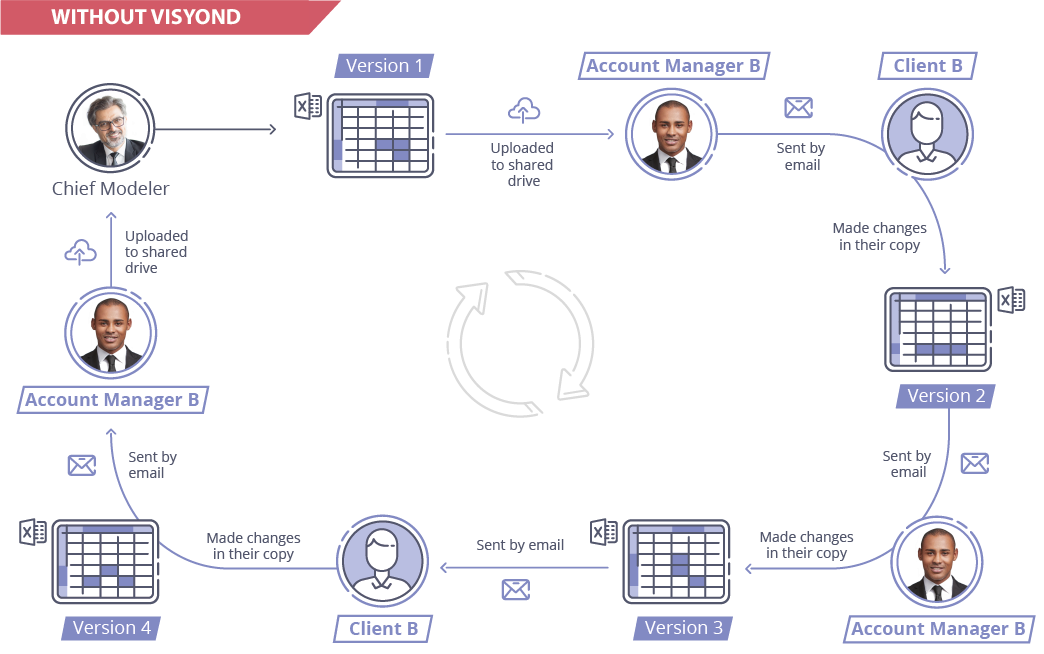 WITHOUT VISYOND
Version 1
Account Manager B
Client B
X
Chief Modeler
Uploaded
to shared
drive
Sent by
email
Made changes
in their copy
X
Version 2
Sent by
email
Account Manager B
Made changes
in their copy
X
Version 3
Sent by email
Client B
Made changes
in their copy
X
Version 4
Sent by
email
Account Manager B
Uploaded
to shared
drive